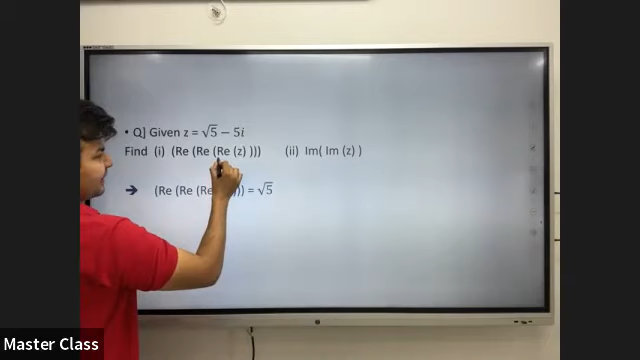 • Q] Given z = √5 − 5i
Find (i) (Re (Re (Re (z) ))) (ii) Im( Im (z) )
➔ (Re (Re (Re ))) = √5
Master Class